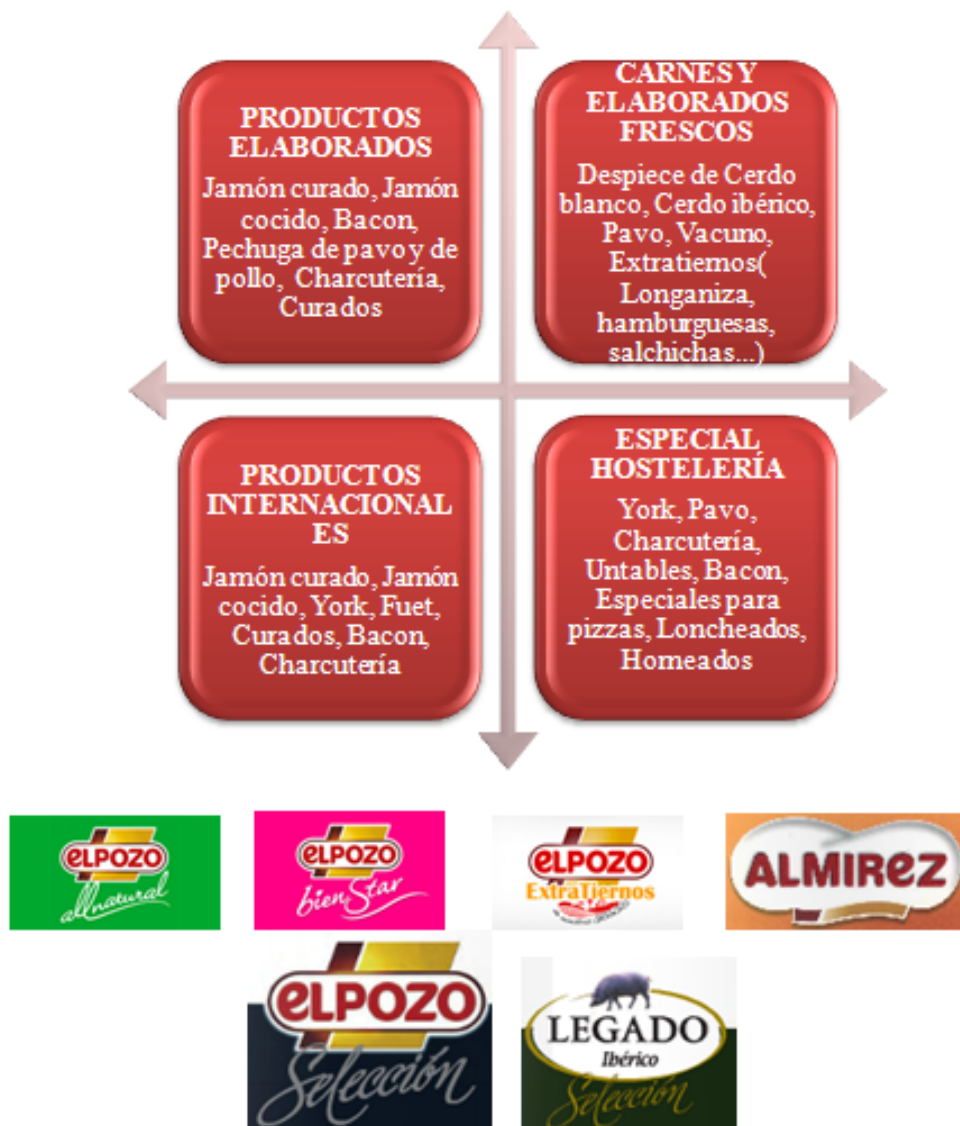 PRODUCTOS
ELABORADOS
Jamón curado, Jamón
cocido, Bacon,
Pechuga de pavo y de
pollo, Charcutería,
Curados
CARNES Y
ELABORADOS
FRESCOS
Despiece de Cerdo
blanco, Cerdo ibérico,
Pavo, Vacuno,
Extratiernos(
Longaniza,
hamburguesas,
salchichas...)
PRODUCTOS
INTERNACIONAL
ES
Jamón curado, Jamón
cocido, York, Fuet,
Curados, Bacon,
Charcutería
ESPECIAL
HOSTELERÍA
York, Pavo,
Charcutería,
Untables, Bacon,
Especiales para
pizzas, Loncheados,
Horneados
ELPOZO
all natural
ELPOZO
bienStar
ELPOZO
ExtraTiernos
ALMIREZ
ELPOZO
Selección
LEGADO
Ibérico
Selección